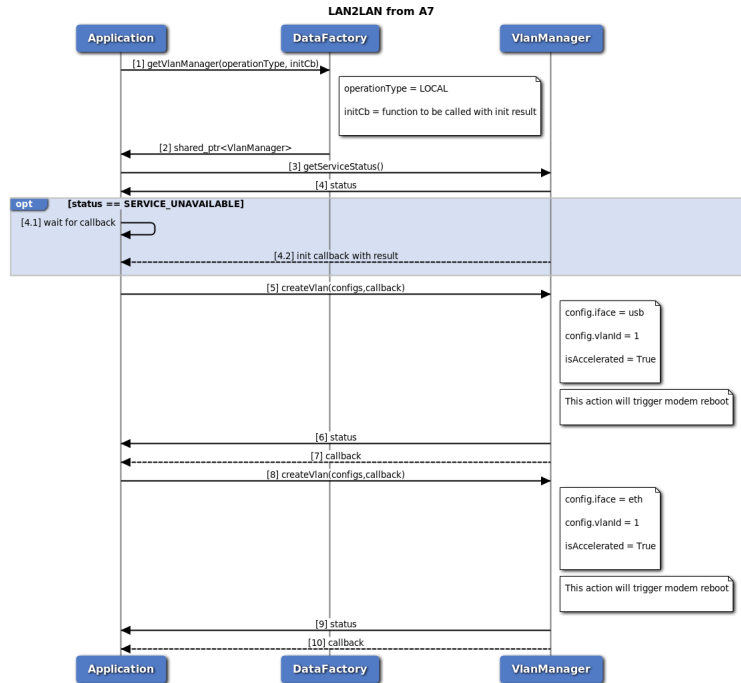 LAN2LAN from A7
Application
DataFactory
VlanManager
[1] getVlanManager(operationType, initCb)
operationType = LOCAL
initCb = function to be called with init result
[2] shared_ptr<VlanManager>
[3] getServiceStatus()
[4] status
opt [status == SERVICE_UNAVAILABLE]
[4.1] wait for callback
[4.2] init callback with result
[5] createVlan(configs,callback)
config.iface = usb
config.vlanId = 1
isAccelerated = True
This action will trigger modem reboot
[6] status
[7] callback
[8] createVlan(configs,callback)
config.iface = eth
config.vlanId = 1
isAccelerated = True
This action will trigger modem reboot
[9] status
[10] callback
Application
DataFactory
VlanManager